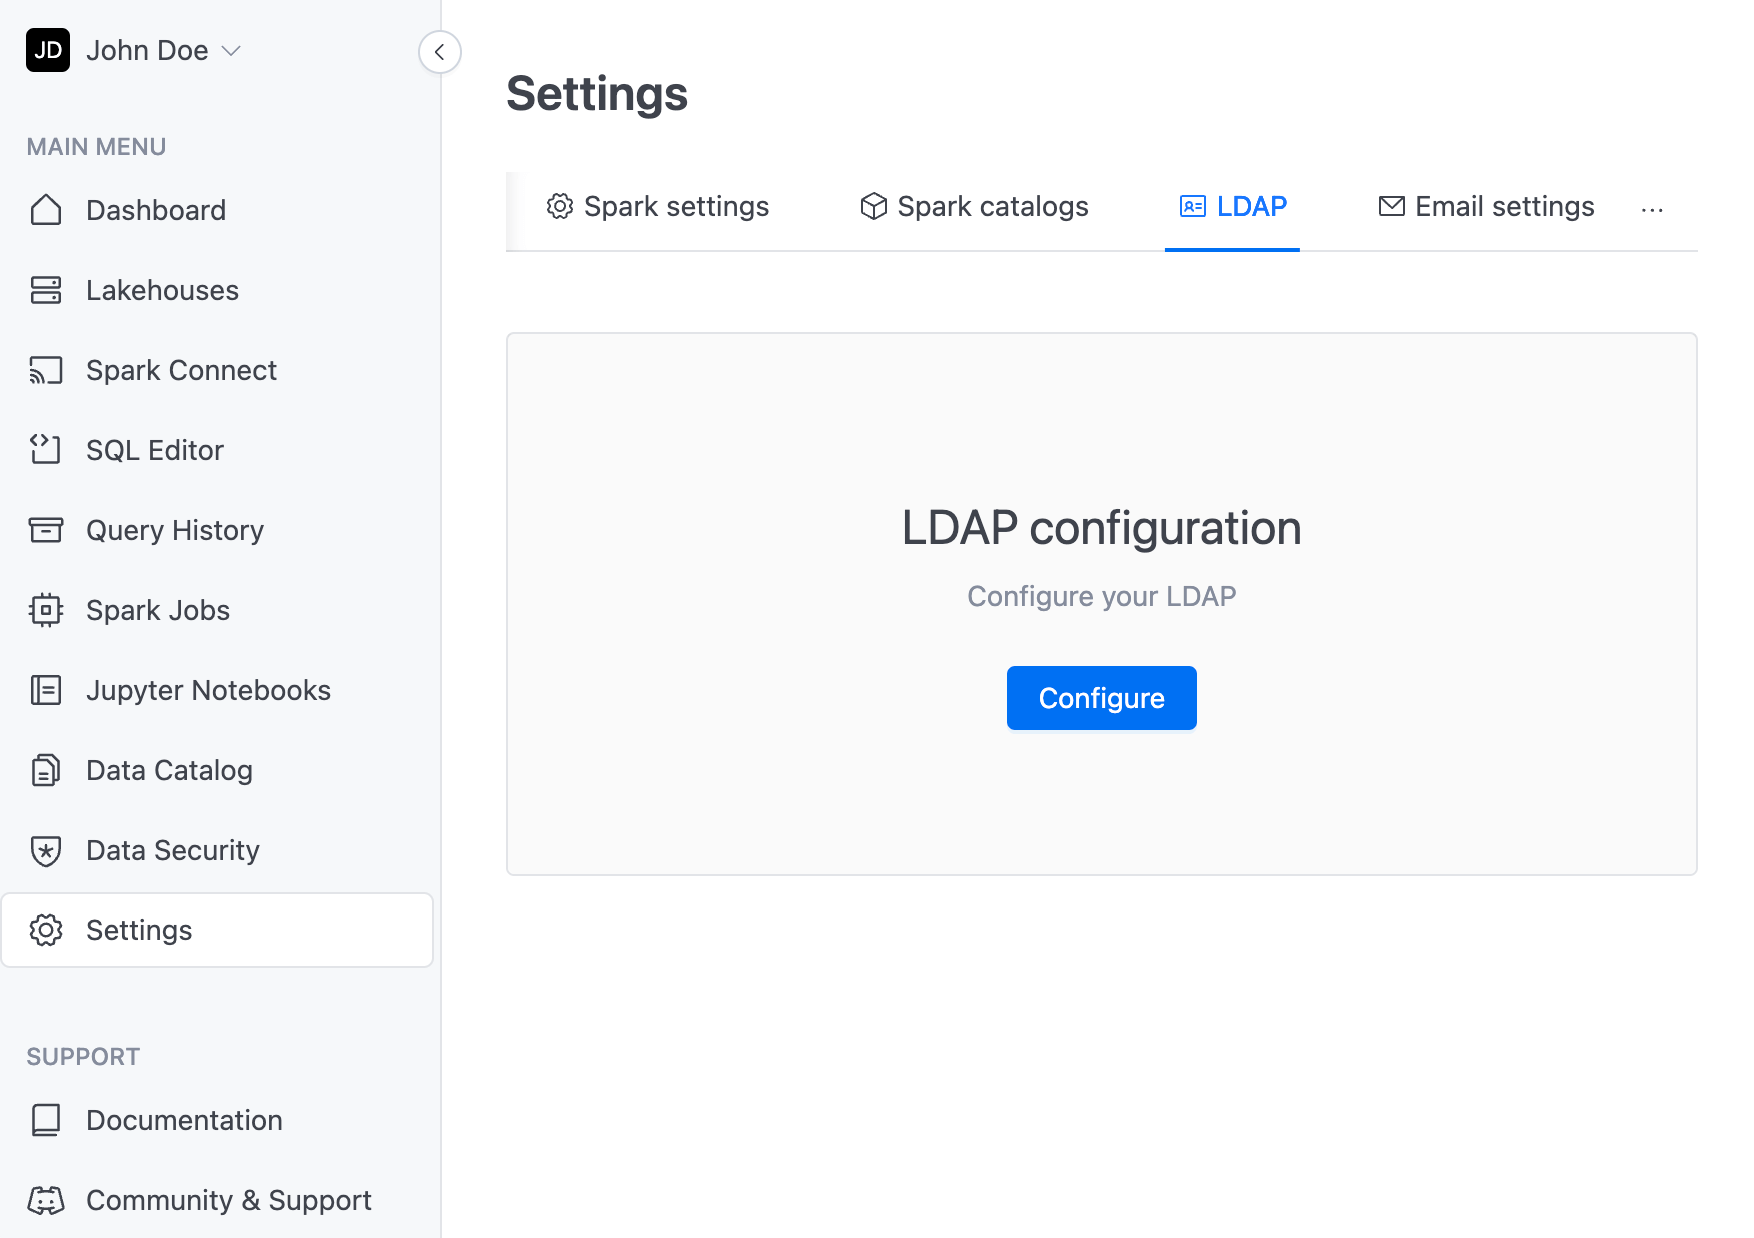 JD John Doe
MAIN MENU
Dashboard
Lakehouses
Spark Connect
SQL Editor
Query History
Spark Jobs
Jupyter Notebooks
Data Catalog
Data Security
Settings
SUPPORT
Documentation
Community & Support
Settings
Spark settings Spark catalogs LDAP Email settings ...
LDAP configuration
Configure your LDAP
Configure